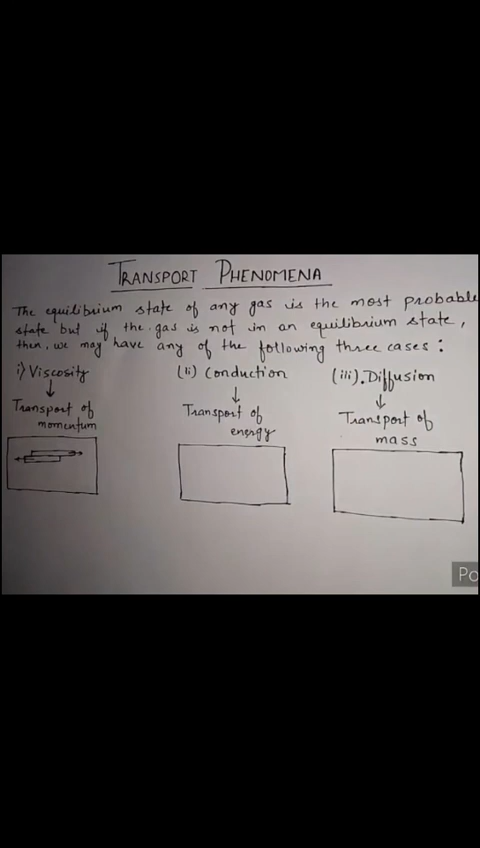 TRANSPORT PHENOMENA
The equilibrium state of any gas is the most probable
state but if the gas is not in an equilibrium state,
then, we may have any of the following three cases:
i) Viscosity
↓
Transport of
momentum
(ii) Conduction
↓
Transport of
energy
(iii). Diffusion
↓
Transport of
mass
Po